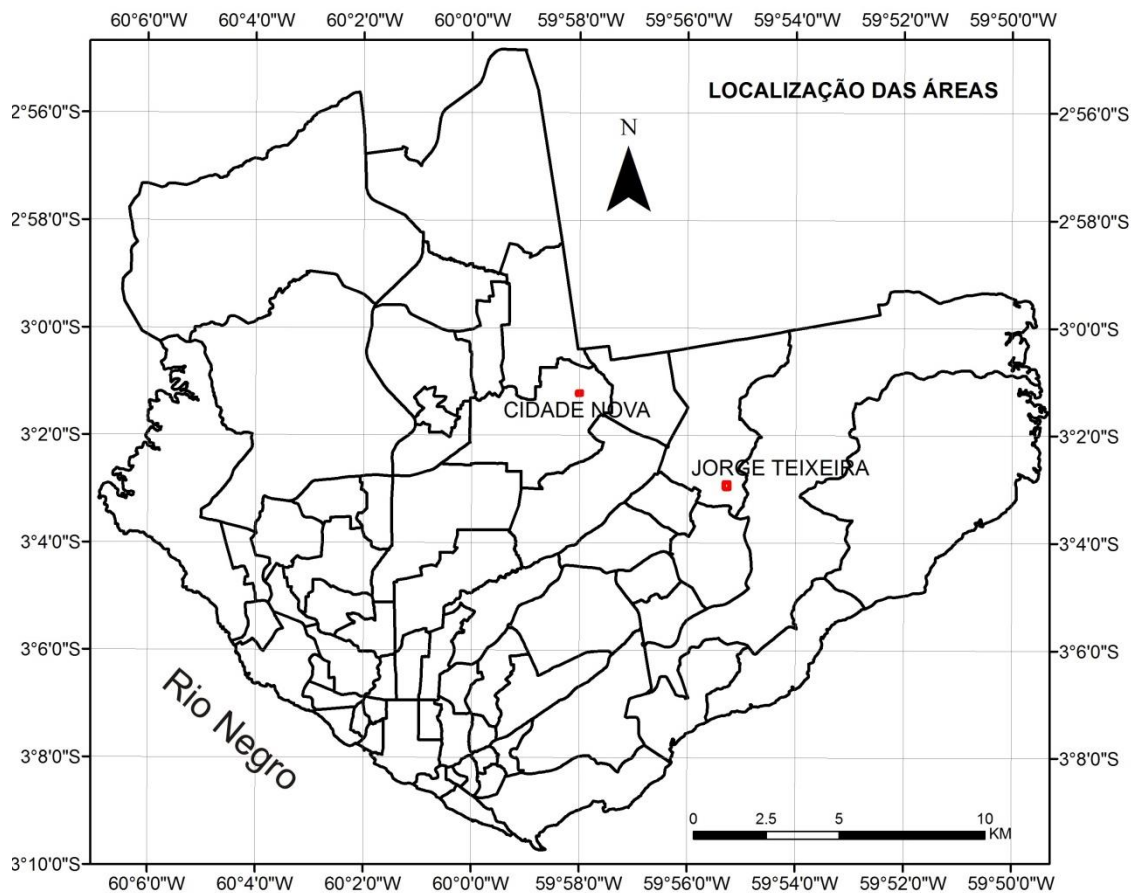 60°6'0"W 60°4'0"W 60°2'0"W 60°0'0"W 59°58'0"W 59°56'0"W 59°54'0"W 59°52'0"W 59°50'0"W
LOCALIZAÇÃO DAS ÁREAS
2°56'0"S 2°56'0"S
N
2°58'0"S 2°58'0"S
3°0'0"S 3°0'0"S
CIDADE NOVA
3°2'0"S 3°2'0"S
JORGE TEIXEIRA
3°4'0"S 3°4'0"S
3°6'0"S 3°6'0"S
Rio Negro
3°8'0"S 3°8'0"S
0 2.5 5 10
KM
3°10'0"S
60°6'0"W 60°4'0"W 60°2'0"W 60°0'0"W 59°58'0"W 59°56'0"W 59°54'0"W 59°52'0"W 59°50'0"W